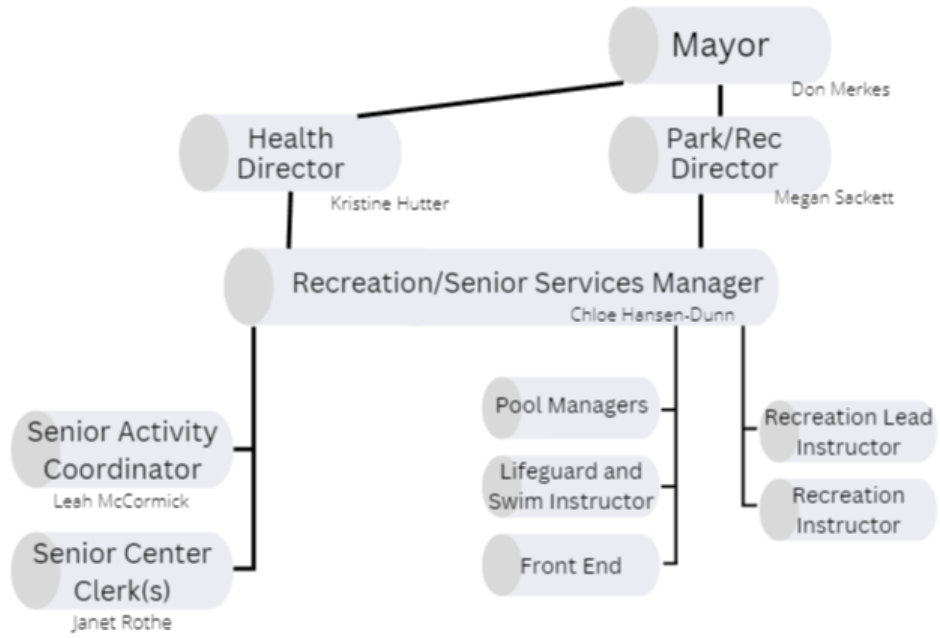 Mayor
Don Merkes
Health
Director
Kristine Hutter
Park/Rec
Director
Megan Sackett
Recreation/Senior Services Manager
Chloe Hansen-Dunn
Senior Activity
Coordinator
Leah McCormick
Senior Center
Clerk(s)
Janet Rothe
Pool Managers
Lifeguard and
Swim Instructor
Front End
Recreation Lead
Instructor
Recreation
Instructor